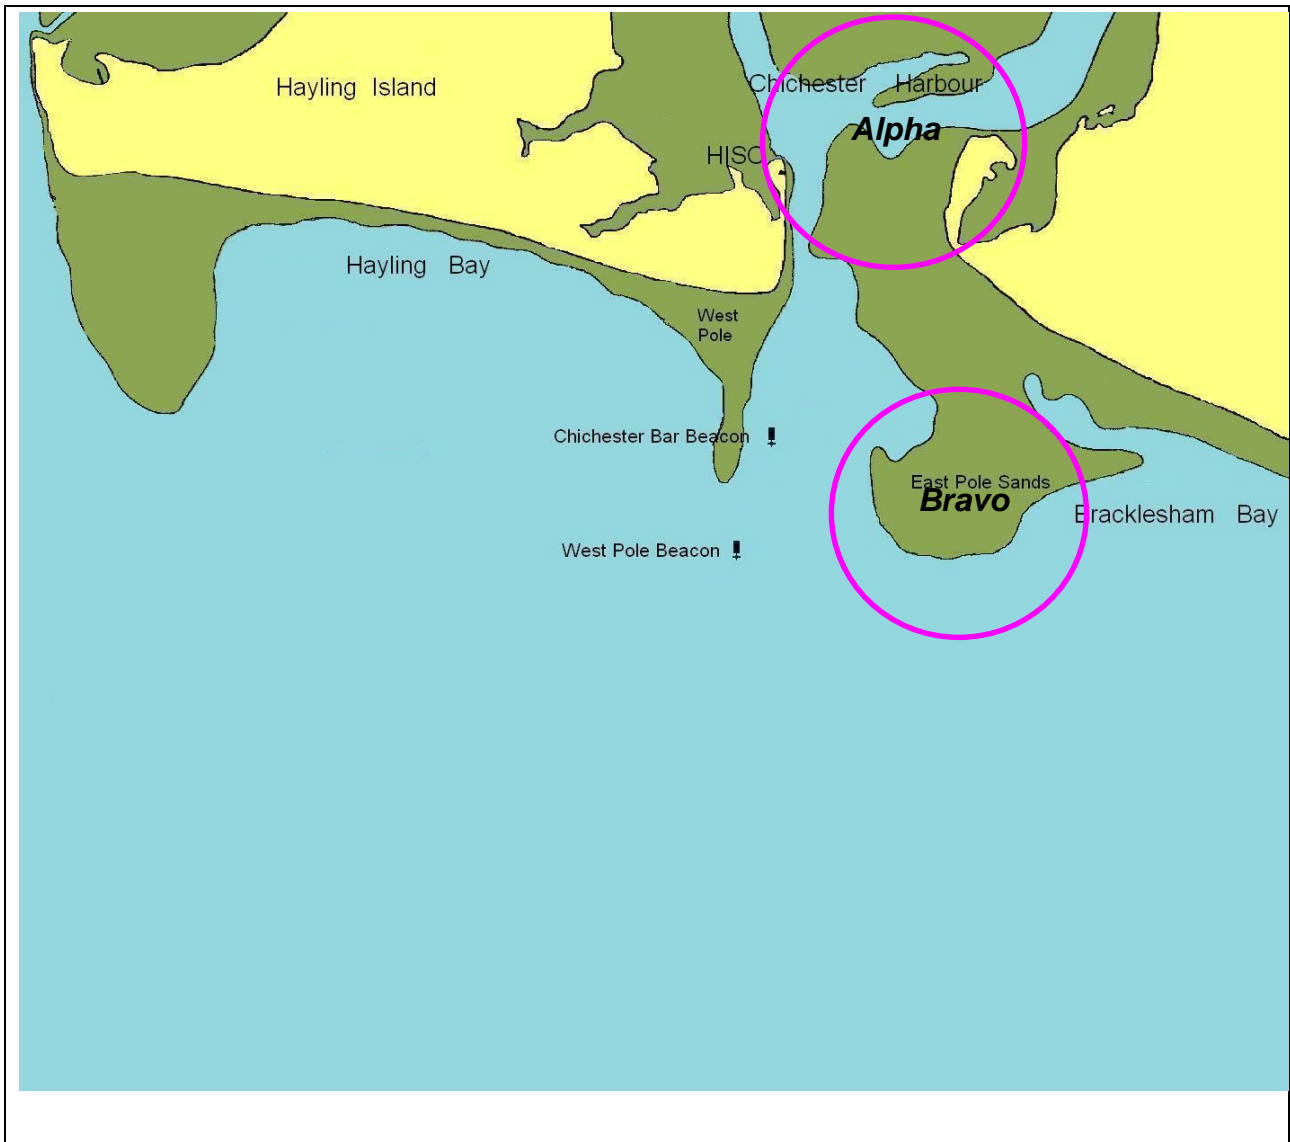 Hayling Island
Chichester Harbour
Alpha
HISC
Hayling Bay
West
Pole
Chichester Bar Beacon
East Pole Sands
Bravo
Bracklesham Bay
West Pole Beacon